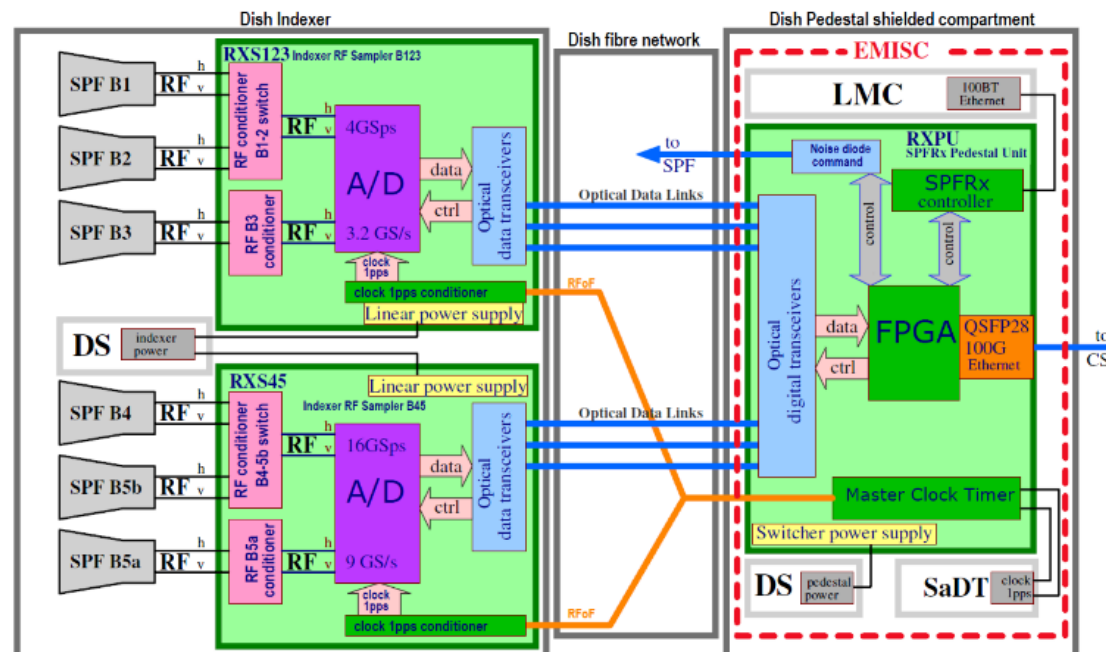 Dish Indexer
Dish fibre network
Dish Pedestal shielded compartment
RXS123 Indexer RF Sampler B123
SPF B1
RF
h
v
SPF B2
RF
h
v
RF conditioner
B1-2 switch
RF
h
v
4GSps
A/D
3.2 GS/s
data
ctrl
Optical
data transceivers
SPF B3
RF
h
v
RF B3
conditioner
RF
h
v
clock
1pps
clock 1pps conditioner
Linear power supply
DS
indexer
power
Linear power supply
RXS45
Indexer RF Sampler B45
SPF B4
RF
h
v
SPF B5b
RF
h
v
RF conditioner
B4-5b switch
RF
h
v
16GSps
A/D
9 GS/s
data
ctrl
Optical
data transceivers
SPF B5a
RF
h
v
RF B5a
conditioner
RF
h
v
clock
1pps
clock 1pps conditioner
to
SPF
Optical Data Links
RFoF
Optical Data Links
RFoF
EMISC
LMC
100BT
Ethernet
RXPU
SPFRx Pedestal Unit
Noise diode
command
SPFRx
controller
control
control
Optical
digital transceivers
data
ctrl
FPGA
QSFP28
100G
Ethernet
to
CS
Master Clock Timer
Switcher power supply
DS
pedestal
power
SaDT
clock
1pps